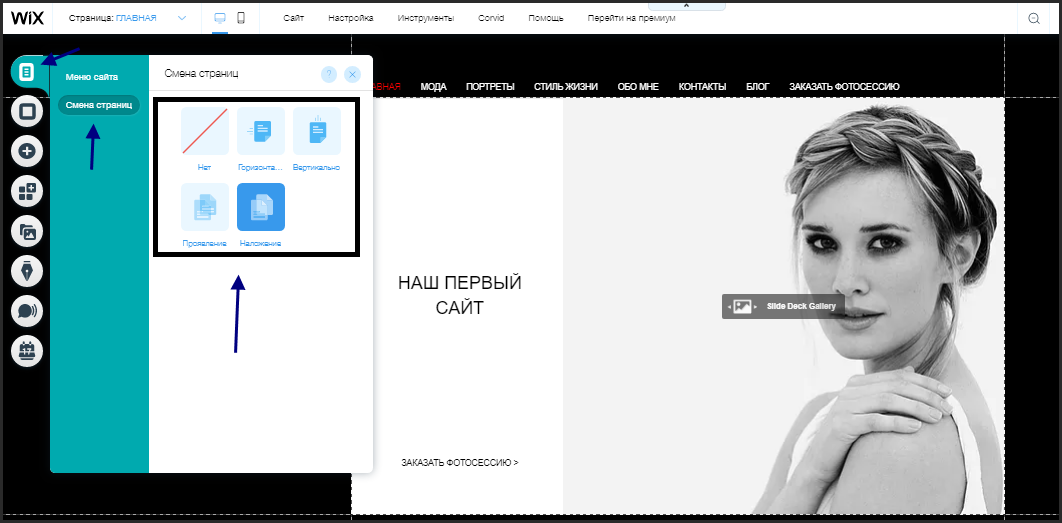 WiX Страница: ГЛАВНАЯ Сайт Настройка Инструменты Corvid Помощь Перейти на премиум
Меню сайта
Смена страниц
Смена страниц ?
Нет Горизонта... Вертикально
Проявление Наложение
АВНАЯ МОДА ПОРТРЕТЫ СТИЛЬ ЖИЗНИ ОБО МНЕ КОНТАКТЫ БЛОГ ЗАКАЗАТЬ ФОТОСЕССИЮ
НАШ ПЕРВЫЙ
САЙТ
Slide Deck Gallery
ЗАКАЗАТЬ ФОТОСЕССИЮ >